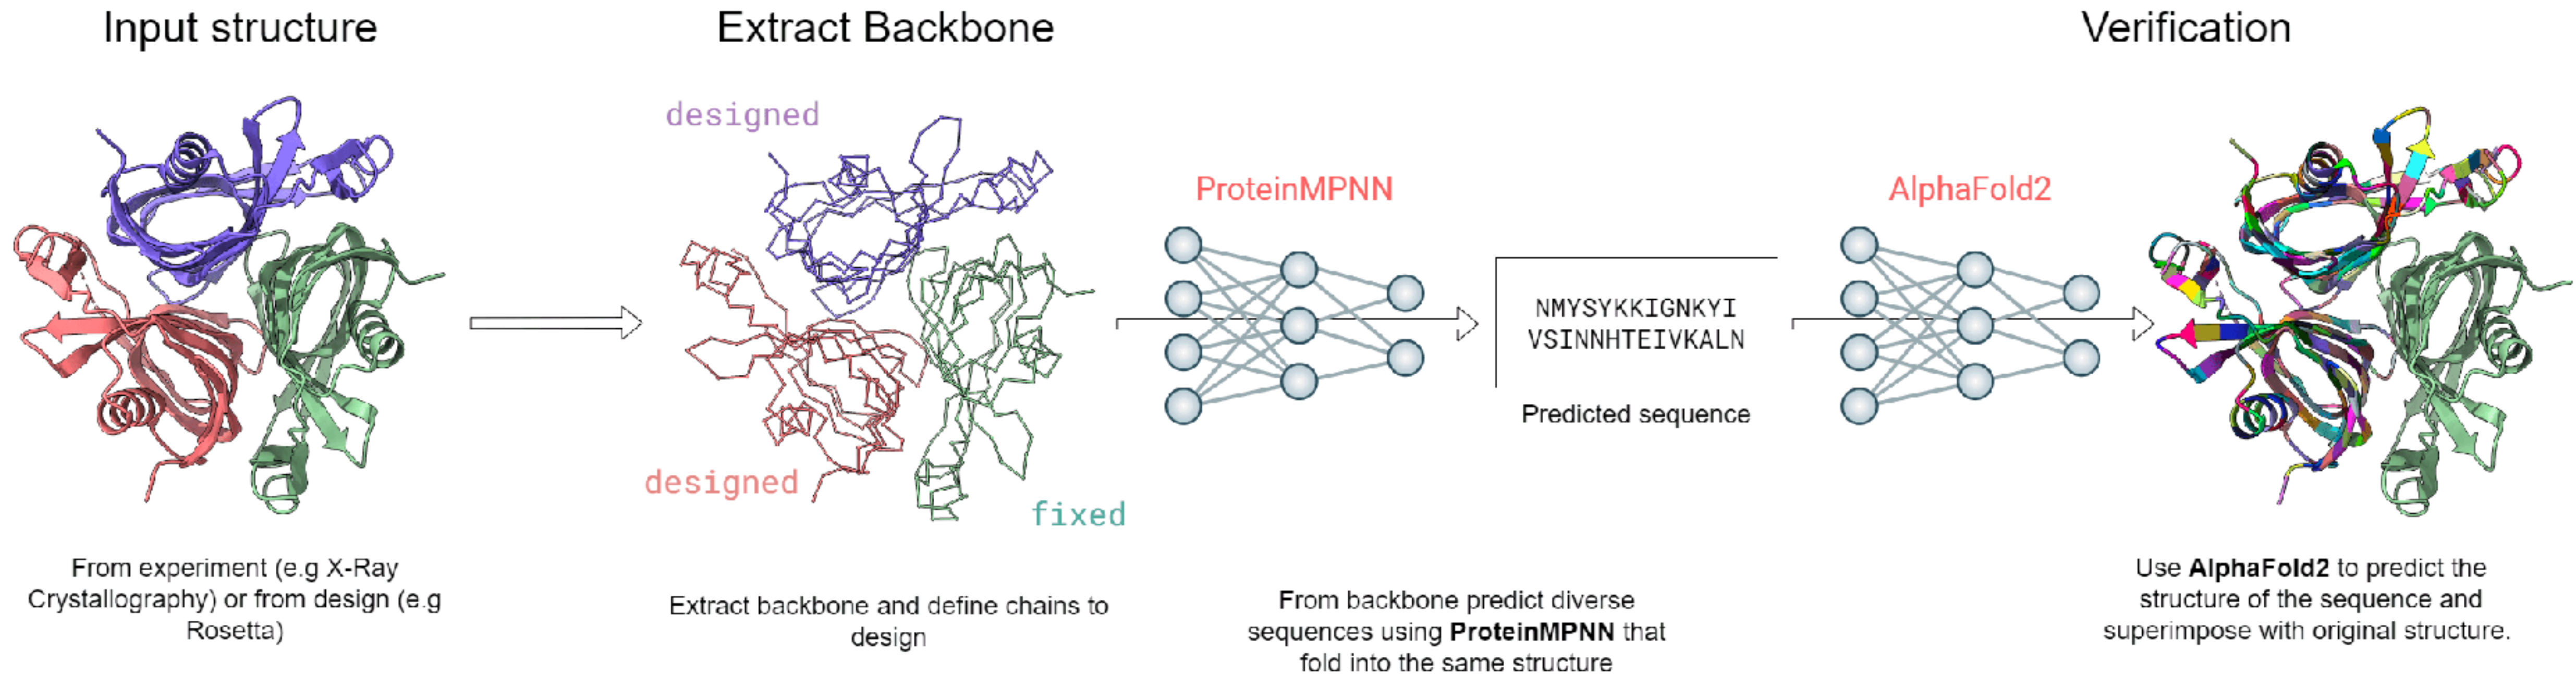 Input structure
Extract Backbone
Verification
designed
designed
fixed
ProteinMPNN
NMYSYKKIGNKYI
VSINNHTEIVKALN
Predicted sequence
AlphaFold2
From experiment (e.g X-Ray
Crystallography) or from design (e.g
Rosetta)
Extract backbone and define chains to
design
From backbone predict diverse
sequences using ProteinMPNN that
fold into the same structure
Use AlphaFold2 to predict the
structure of the sequence and
superimpose with original structure.